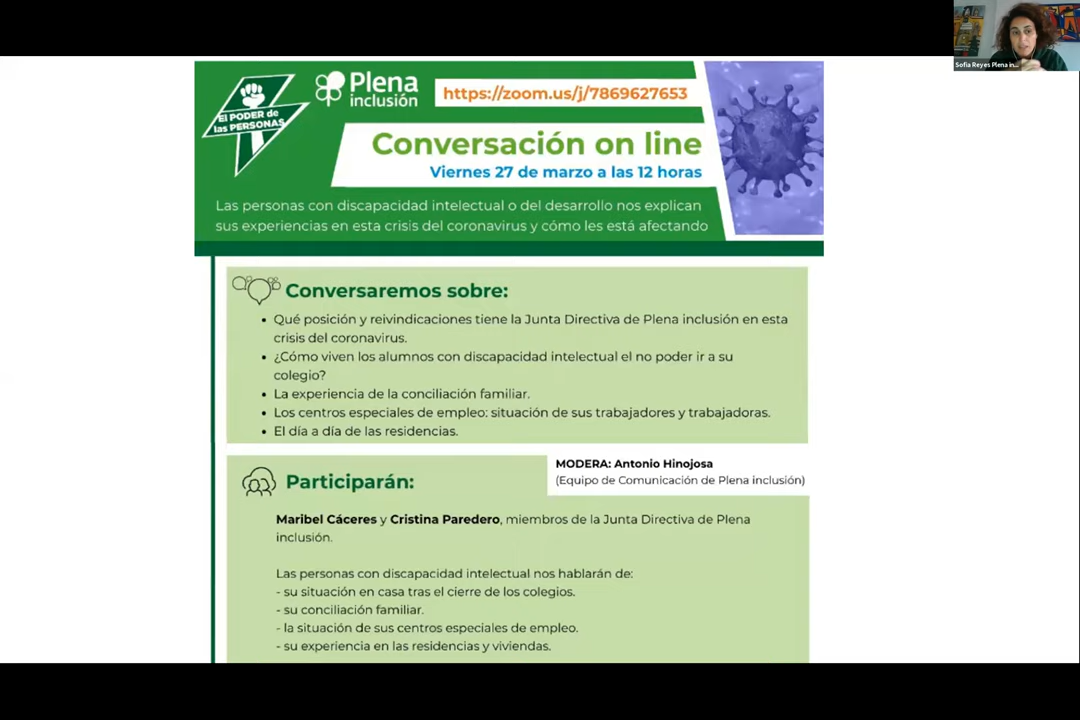 Sofia Reyes Plena in...
El PODER de
las PERSONAS
Plena
inclusión
https://zoom.us/j/7869627653
Conversación on line
Viernes 27 de marzo a las 12 horas
Las personas con discapacidad intelectual o del desarrollo nos explican
sus experiencias en esta crisis del coronavirus y cómo les está afectando
Conversaremos sobre:
• Qué posición y reivindicaciones tiene la Junta Directiva de Plena inclusión en esta
crisis del coronavirus.
• ¿Cómo viven los alumnos con discapacidad intelectual el no poder ir a su
colegio?
• La experiencia de la conciliación familiar.
• Los centros especiales de empleo: situación de sus trabajadores y trabajadoras.
• El día a día de las residencias.
MODERA: Antonio Hinojosa
(Equipo de Comunicación de Plena inclusión)
Participarán:
Maribel Cáceres y Cristina Paredero, miembros de la Junta Directiva de Plena
inclusión.
Las personas con discapacidad intelectual nos hablarán de:
- su situación en casa tras el cierre de los colegios.
- su conciliación familiar.
- la situación de sus centros especiales de empleo.
- su experiencia en las residencias y viviendas.